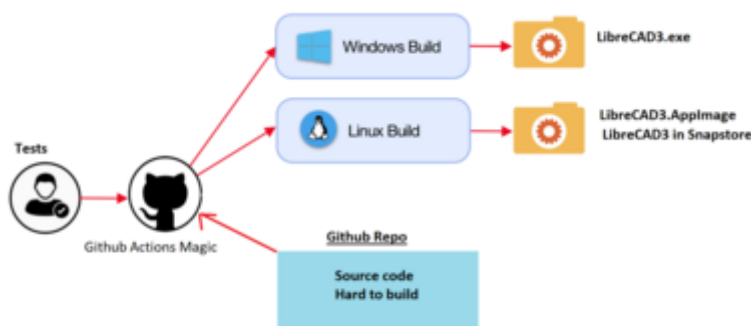 Windows Build
LibreCAD3.exe
Linux Build
LibreCAD3.AppImage
LibreCAD3 in Snapstore
Tests
Github Actions Magic
Github Repo
Source code
Hard to build